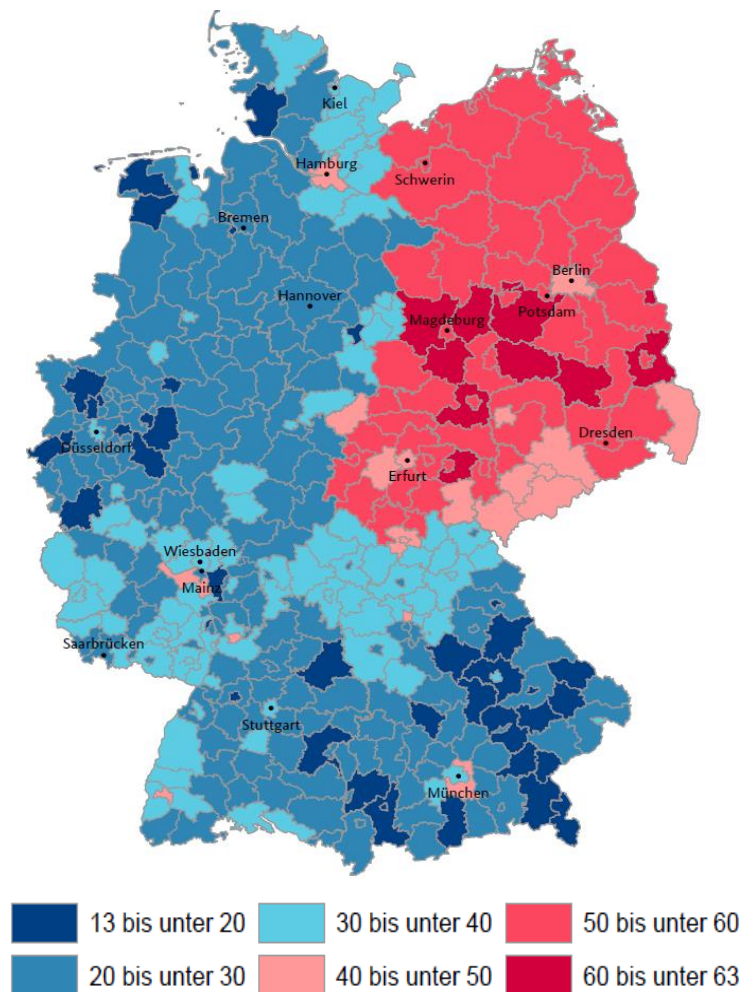 Kiel
Hamburg
Schwerin
Bremen
Berlin
Hannover
Potsdam
Magdeburg
Düsseldorf
Dresden
Erfurt
Wiesbaden
Mainz
Saarbrücken
Stuttgart
München
13 bis unter 20
30 bis unter 40
50 bis unter 60
20 bis unter 30
40 bis unter 50
60 bis unter 63